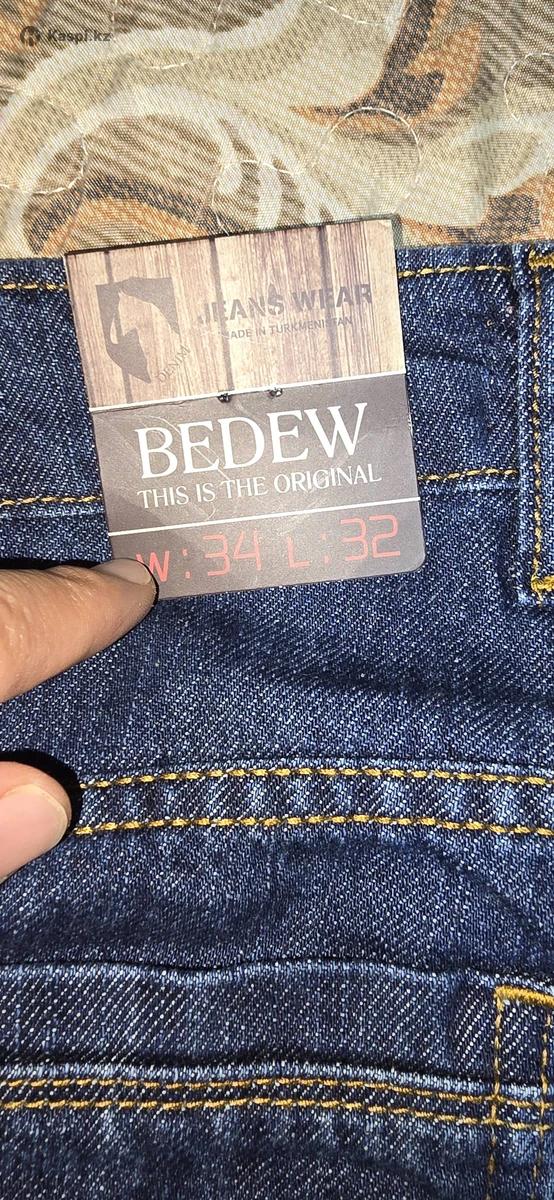 Kaspi.kz
JEANS WEAR
MADE IN TURKMENISTAN
DENIM
BEDEW
THIS IS THE ORIGINAL
W : 34 L : 32